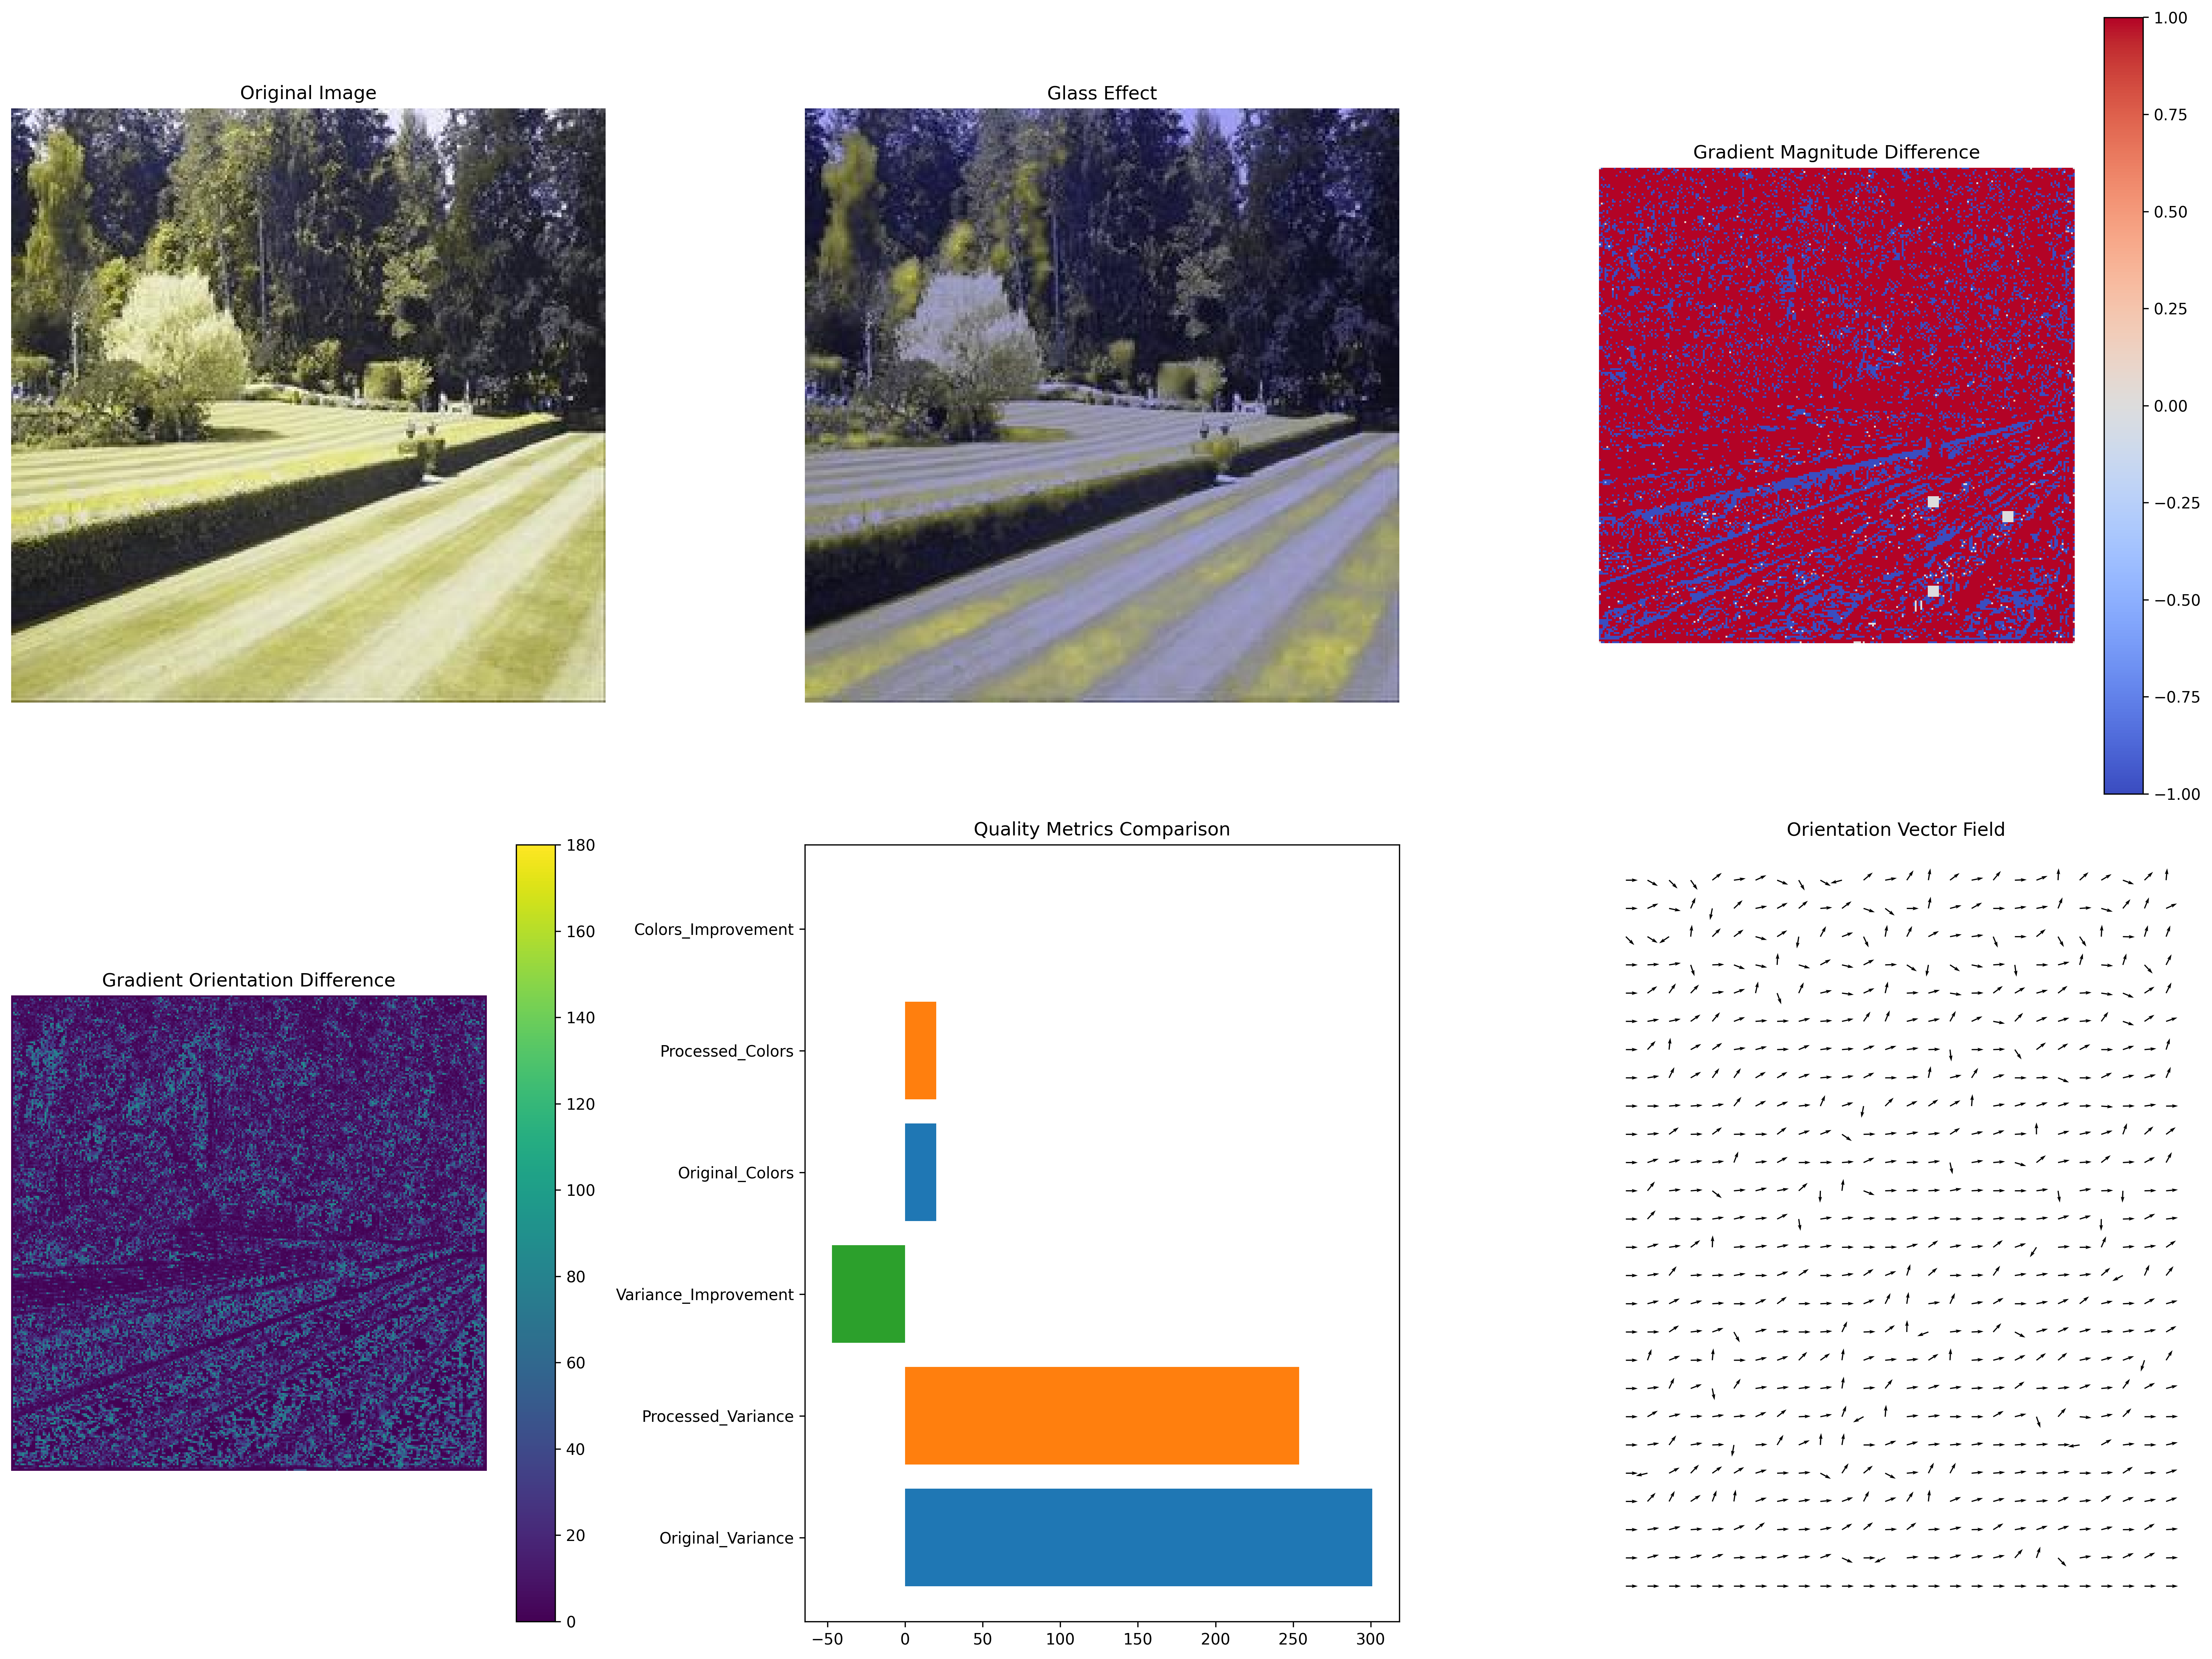 Original Image
Glass Effect
Gradient Magnitude Difference
1.00
0.75
0.50
0.25
0.00
−0.25
−0.50
−0.75
−1.00
Gradient Orientation Difference
180
160
140
120
100
80
60
40
20
0
Quality Metrics Comparison
Colors_Improvement
Processed_Colors
Original_Colors
Variance_Improvement
Processed_Variance
Original_Variance
−50 0 50 100 150 200 250 300
Orientation Vector Field